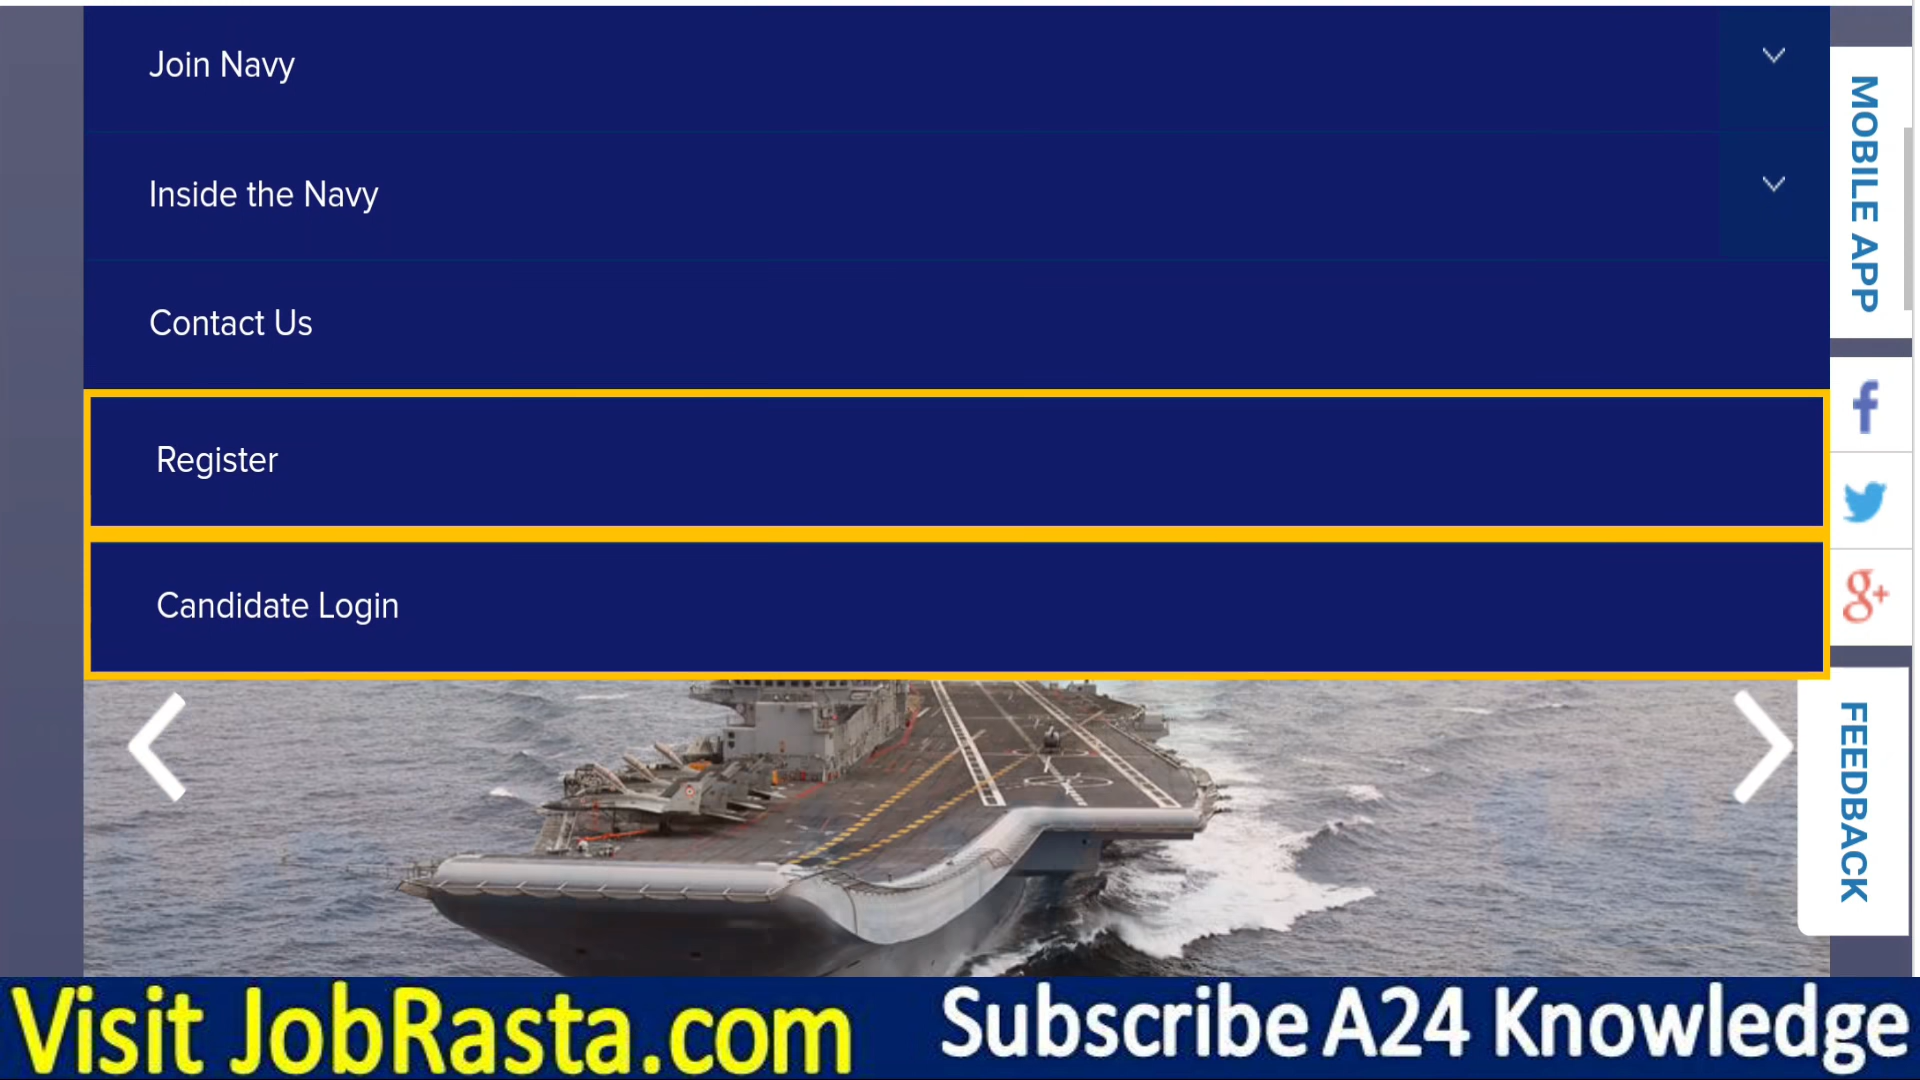 Join Navy
Inside the Navy
Contact Us
Register
Candidate Login
MOBILE APP
FEEDBACK
Visit JobRasta.com
Subscribe A24 Knowledge